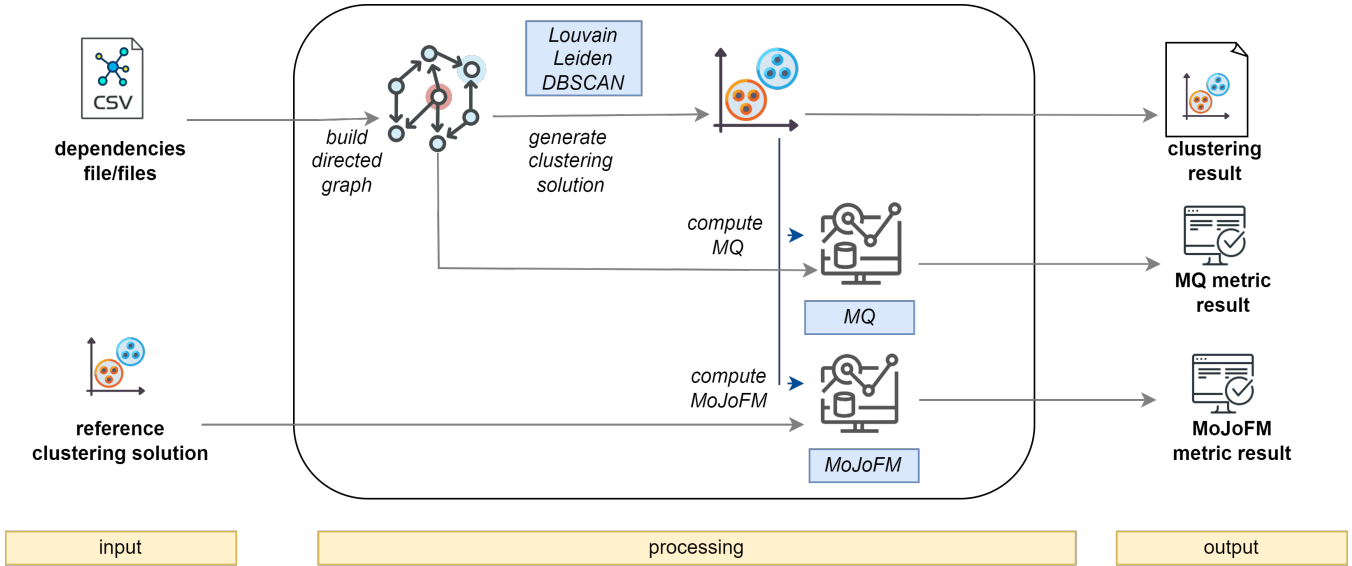 Louvain
Leiden
DBSCAN
CSV
dependencies
file/files
build
directed
graph
generate
clustering
solution
clustering
result
compute
MQ
MQ
MQ metric
result
reference
clustering solution
compute
MoJoFM
MoJoFM
MoJoFM
metric result
input
processing
output